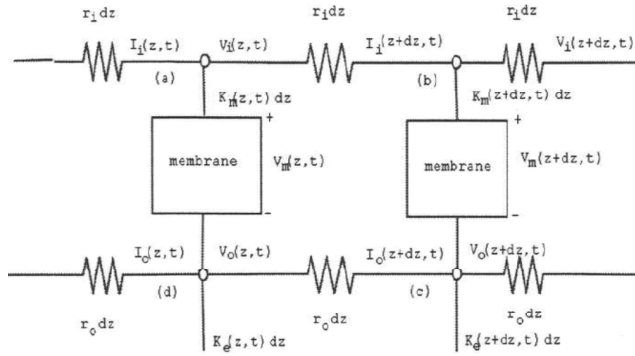 r_i dz r_i dz r_i dz
I_i(z,t) V_i(z,t) I_i(z+dz,t) V_i(z+dz,t)
(a) (b)
K_m(z,t) dz K_m(z+dz,t) dz
+ +
membrane V_m(z,t) membrane V_m(z+dz,t)
- -
I_o(z,t) V_o(z,t) I_o(z+dz,t) V_o(z+dz,t)
(d) (c)
r_o dz r_o dz r_o dz
K_e(z,t) dz K_e(z+dz,t) dz